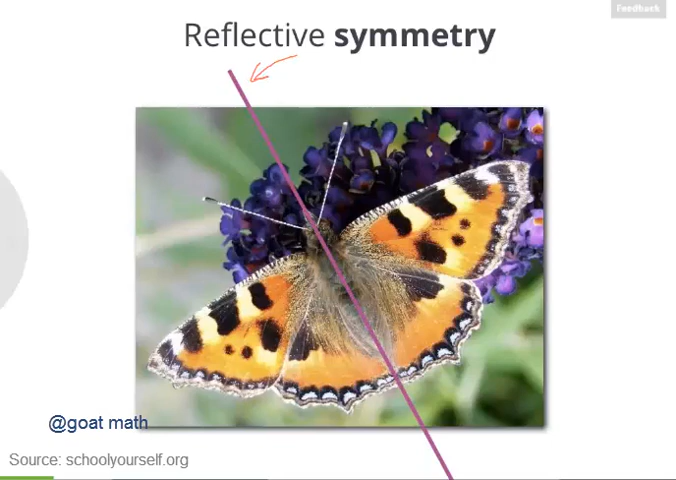 Feedback
Reflective symmetry
@goat math
Source: schoolyourself.org